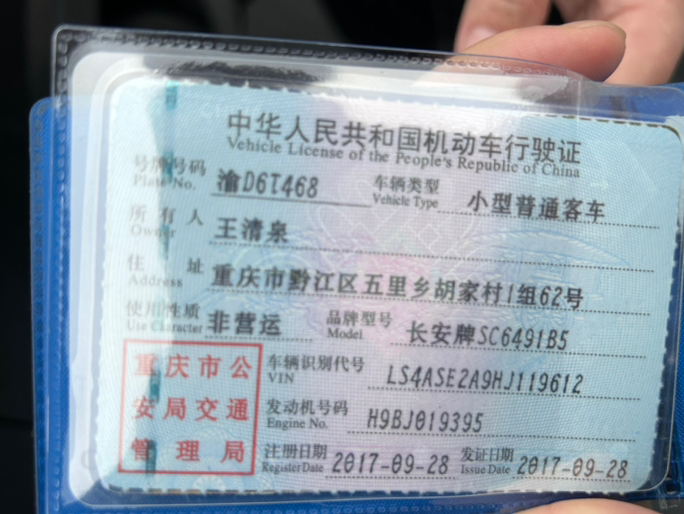 中华人民共和国机动车行驶证
Vehicle License of the People's Republic of China
号牌号码 渝D6T468 车辆类型 小型普通客车
Plate No. Vehicle Type
所有人 王清泉
Owner
住址 重庆市黔江区五里乡胡家村1组62号
Address
使用性质 非营运 品牌型号 长安牌SC6491B5
Use Character Model
重庆市公安局交通管理局
车辆识别代号 LS4ASE2A9HJ119612
VIN
发动机号码 H9BJ019395
Engine No.
注册日期 2017-09-28 发证日期 2017-09-28
Register Date Issue Date